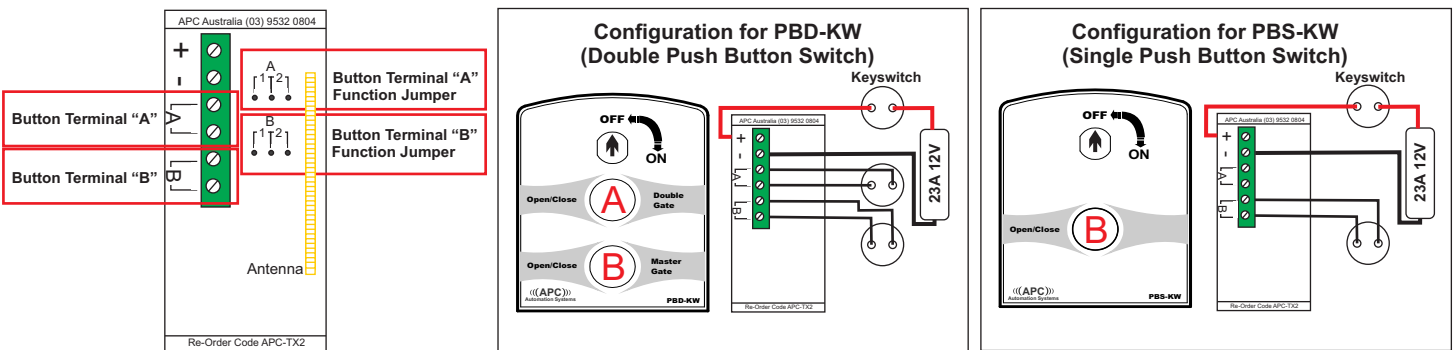 APC Australia (03) 9532 0804
+
-
A
B
A
1 2
B
1 2
Button Terminal “A”
Button Terminal “B”
Button Terminal “A”
Function Jumper
Button Terminal “B”
Function Jumper
Antenna
Re-Order Code APC-TX2
Configuration for PBD-KW
(Double Push Button Switch)
Keyswitch
OFF
ON
Open/Close
A
Double
Gate
Open/Close
B
Master
Gate
((((APC))))
Automation Systems
PBD-KW
APC Australia (03) 9532 0804
+
-
A
B
23A 12V
Re-Order Code APC-TX2
Configuration for PBS-KW
(Single Push Button Switch)
Keyswitch
OFF
ON
Open/Close
B
((((APC))))
Automation Systems
PBS-KW
APC Australia (03) 9532 0804
+
-
A
B
23A 12V
Re-Order Code APC-TX2